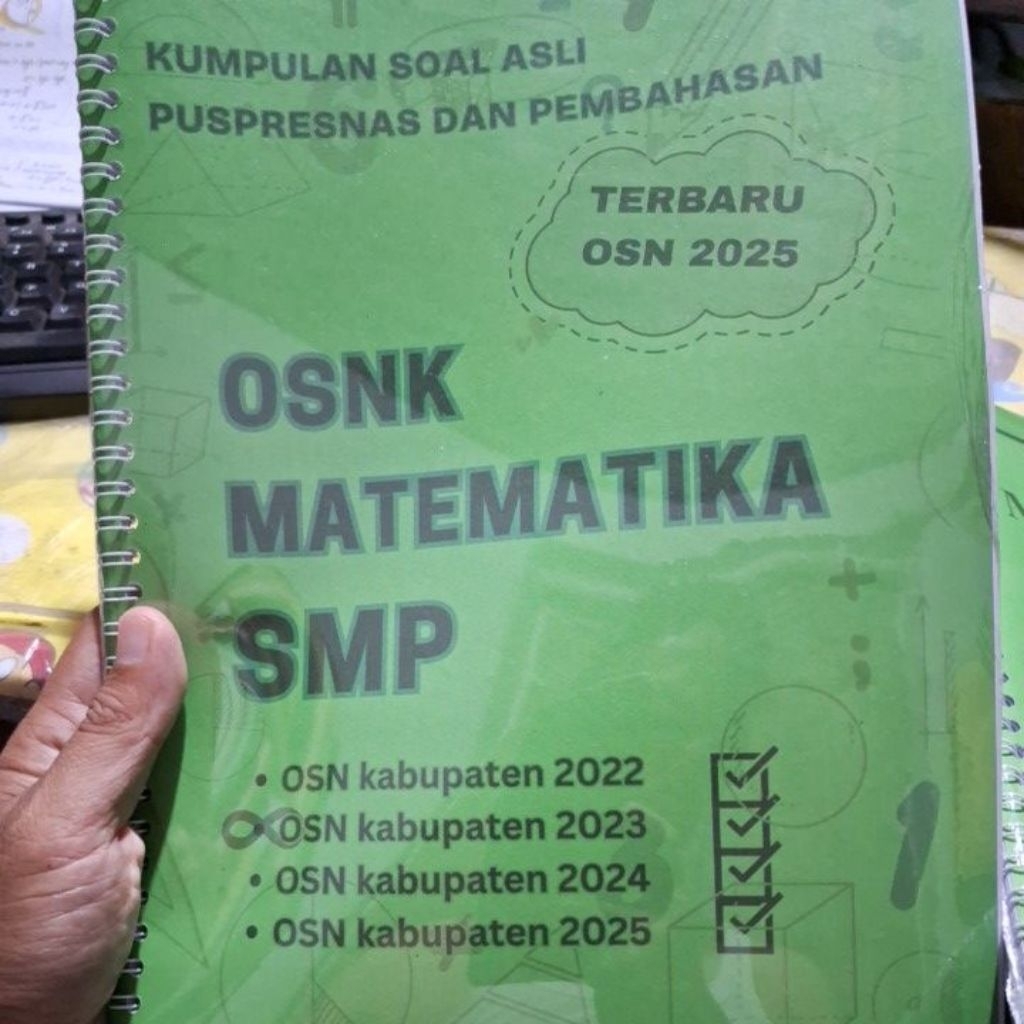 KUMPULAN SOAL ASLI
PUSPRESNAS DAN PEMBAHASAN
TERBARU
OSN 2025
OSNK
MATEMATIKA
SMP
• OSN kabupaten 2022
OSN kabupaten 2023
• OSN kabupaten 2024
• OSN kabupaten 2025